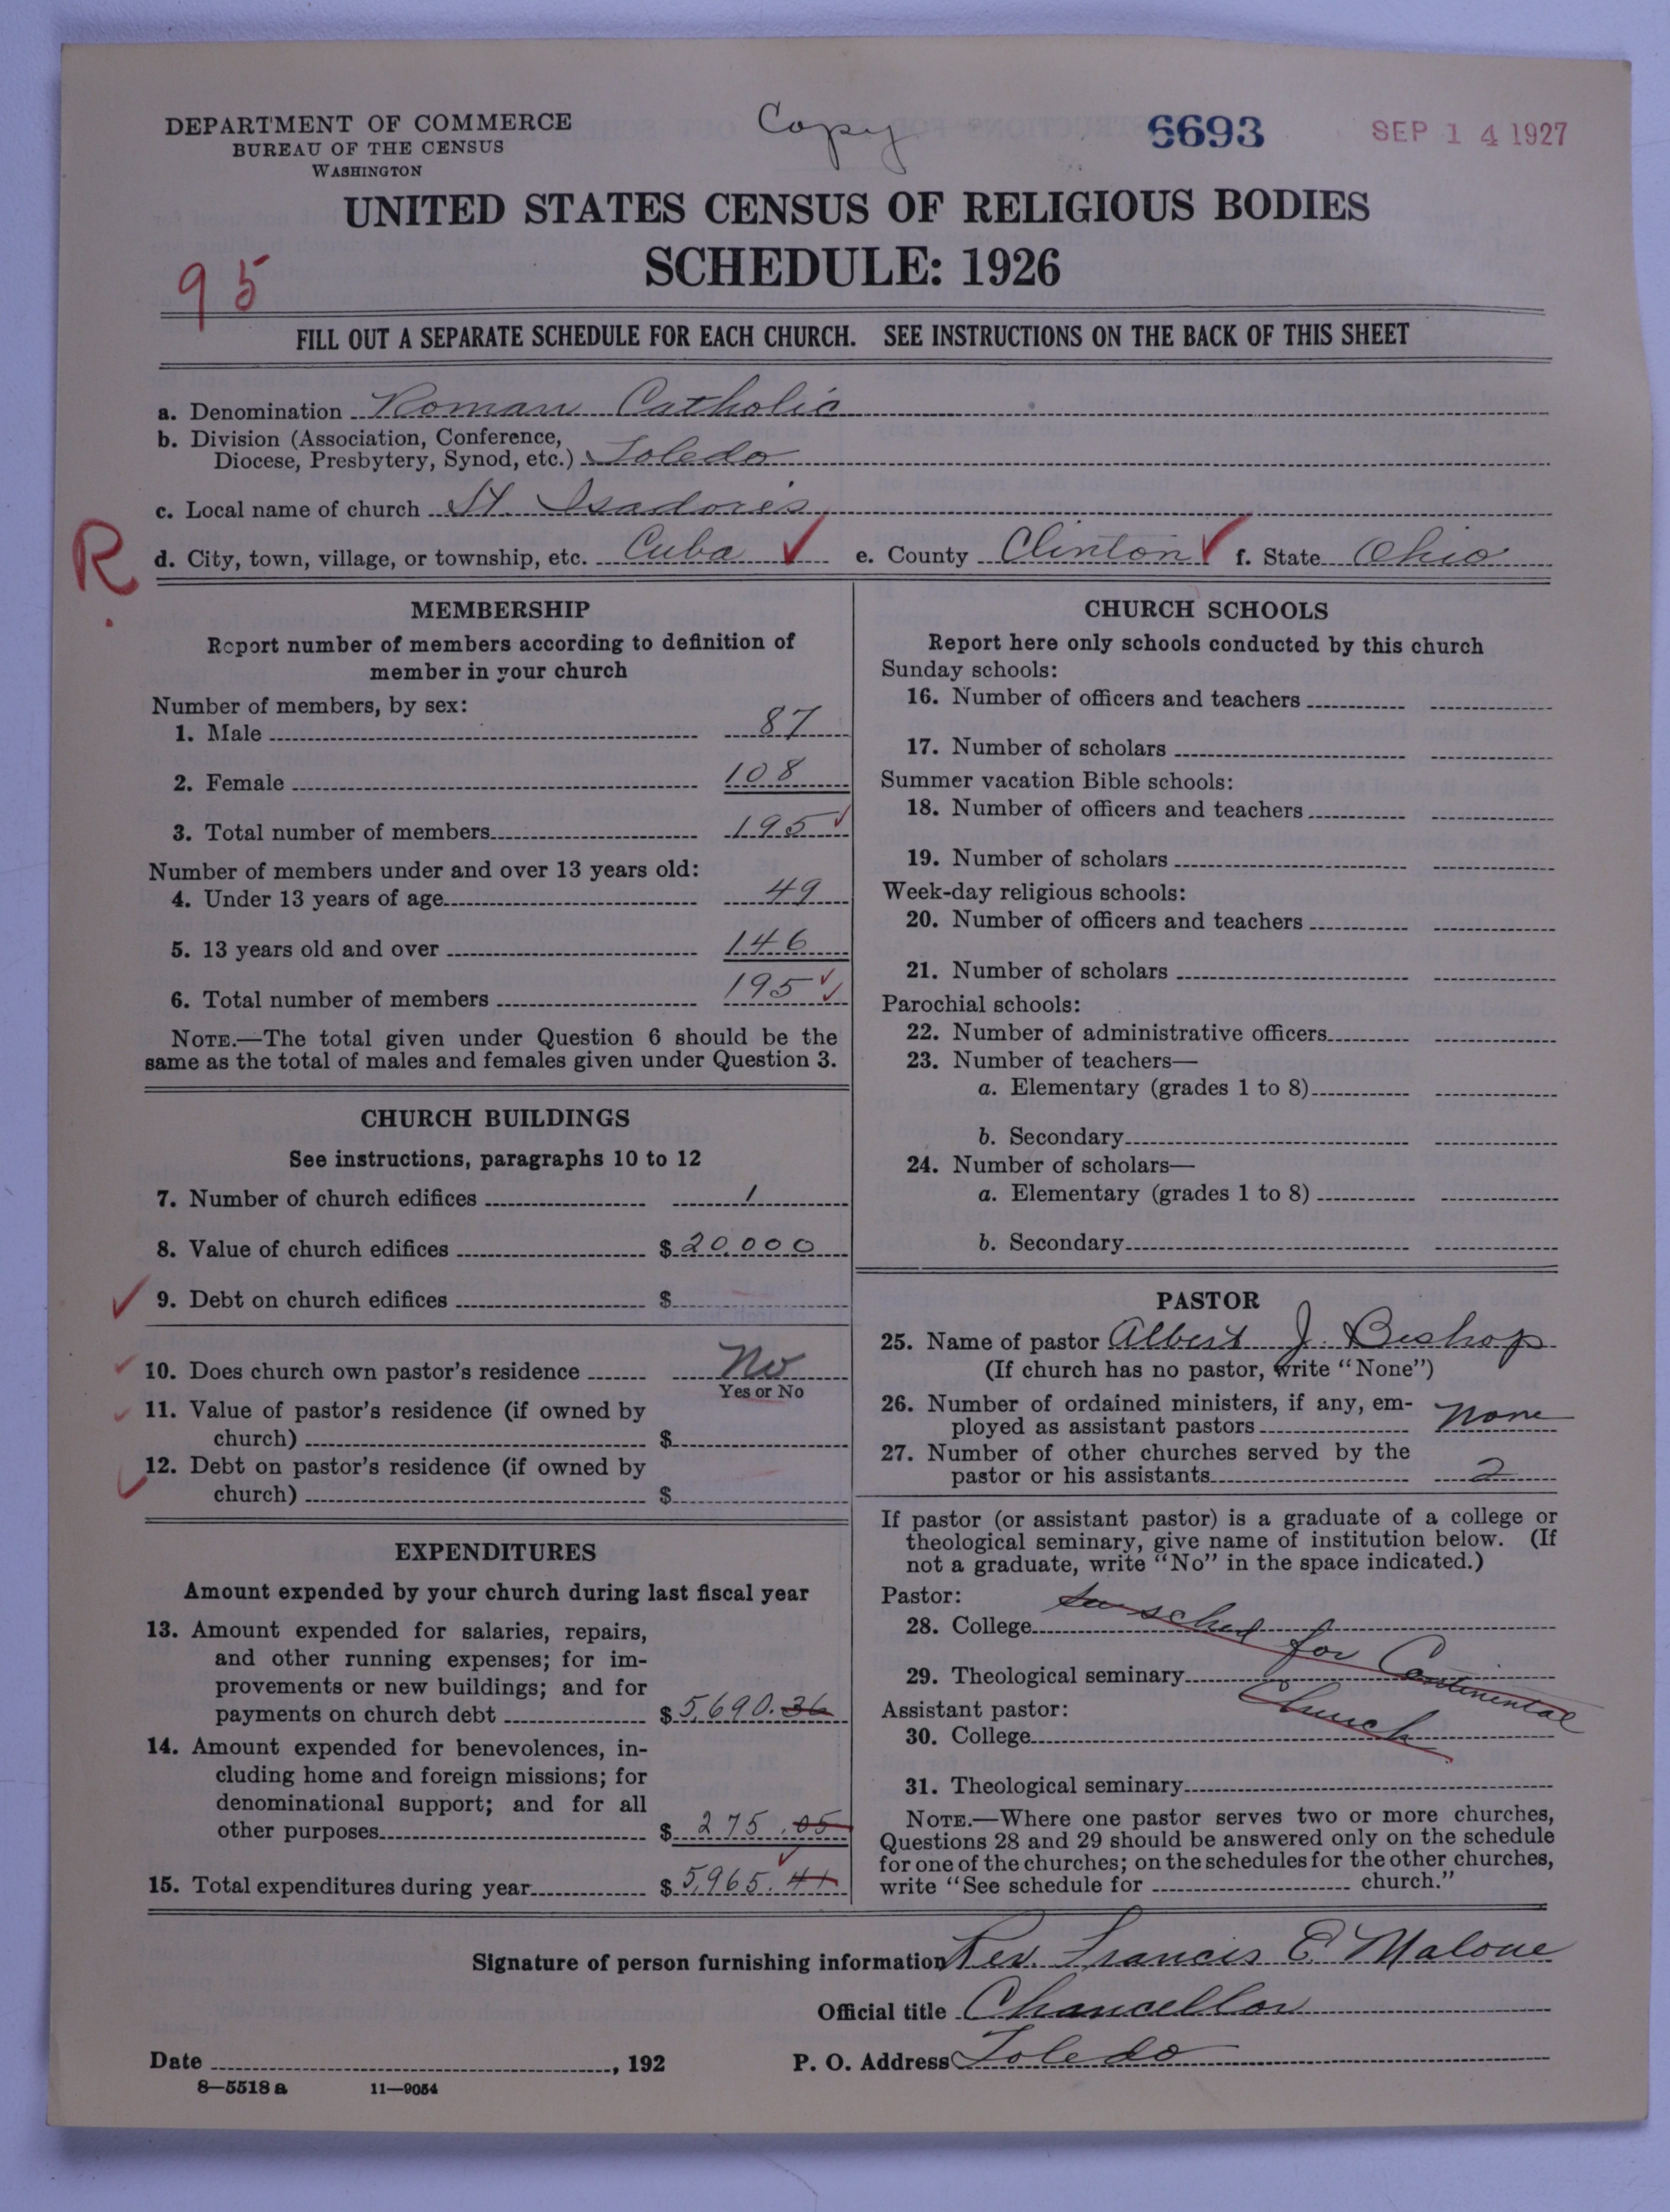 DEPARTMENT OF COMMERCE
BUREAU OF THE CENSUS
WASHINGTON
Copy
6693
SEP 14 1927
UNITED STATES CENSUS OF RELIGIOUS BODIES
SCHEDULE: 1926
95
FILL OUT A SEPARATE SCHEDULE FOR EACH CHURCH. SEE INSTRUCTIONS ON THE BACK OF THIS SHEET
a. Denomination Roman Catholic
b. Division (Association, Conference,
Diocese, Presbytery, Synod, etc.) Toledo
c. Local name of church St. Isadore's
R.
d. City, town, village, or township, etc. Cuba ✓ e. County Clinton ✓ f. State Ohio
MEMBERSHIP
Report number of members according to definition of
member in your church
Number of members, by sex:
1. Male 87
2. Female 108
3. Total number of members 195 ✓
Number of members under and over 13 years old:
4. Under 13 years of age 49
5. 13 years old and over 146
6. Total number of members 195 ✓
NOTE.—The total given under Question 6 should be the
same as the total of males and females given under Question 3.
CHURCH BUILDINGS
See instructions, paragraphs 10 to 12
7. Number of church edifices 1
8. Value of church edifices $ 20,000
✓ 9. Debt on church edifices $
✓ 10. Does church own pastor's residence No
Yes or No
✓ 11. Value of pastor's residence (if owned by
church) $
✓ 12. Debt on pastor's residence (if owned by
church) $
EXPENDITURES
Amount expended by your church during last fiscal year
13. Amount expended for salaries, repairs,
and other running expenses; for im-
provements or new buildings; and for
payments on church debt $ 5,690.36
14. Amount expended for benevolences, in-
cluding home and foreign missions; for
denominational support; and for all
other purposes $ 275.05
15. Total expenditures during year $ 5,965.41
CHURCH SCHOOLS
Report here only schools conducted by this church
Sunday schools:
16. Number of officers and teachers
17. Number of scholars
Summer vacation Bible schools:
18. Number of officers and teachers
19. Number of scholars
Week-day religious schools:
20. Number of officers and teachers
21. Number of scholars
Parochial schools:
22. Number of administrative officers
23. Number of teachers—
a. Elementary (grades 1 to 8)
b. Secondary
24. Number of scholars—
a. Elementary (grades 1 to 8)
b. Secondary
PASTOR
25. Name of pastor Albert J. Bishop
(If church has no pastor, write "None")
26. Number of ordained ministers, if any, em-
ployed as assistant pastors none
27. Number of other churches served by the
pastor or his assistants 2
If pastor (or assistant pastor) is a graduate of a college or
theological seminary, give name of institution below. (If
not a graduate, write "No" in the space indicated.)
Pastor:
28. College sched for Continental
29. Theological seminary
Assistant pastor: Church
30. College
31. Theological seminary
NOTE.—Where one pastor serves two or more churches,
Questions 28 and 29 should be answered only on the schedule
for one of the churches; on the schedules for the other churches,
write "See schedule for church."
Signature of person furnishing information Rev. Francis E. Malone
Official title Chancellor
Date , 192 P. O. Address Toledo
8—5518 a 11—9054